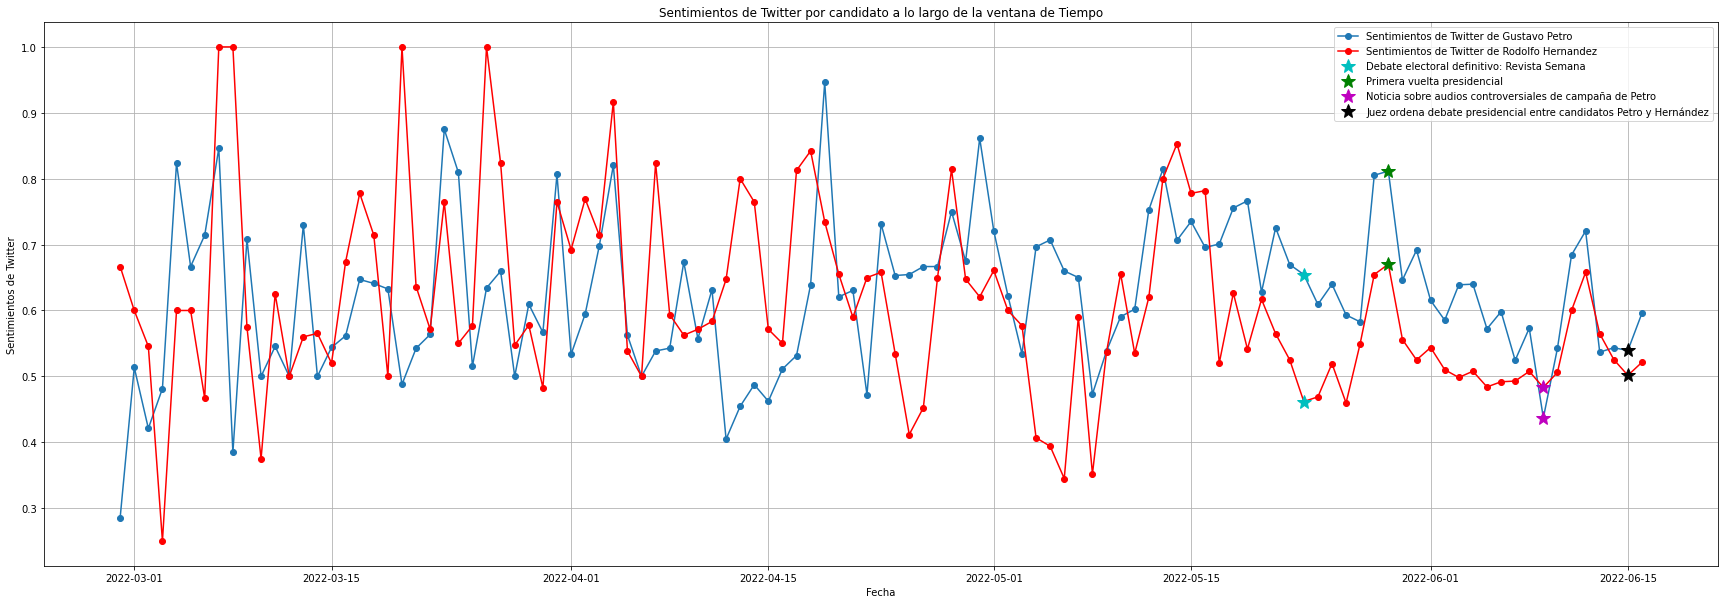 Sentimientos de Twitter por candidato a lo largo de la ventana de Tiempo
Sentimientos de Twitter de Gustavo Petro
Sentimientos de Twitter de Rodolfo Hernandez
Debate electoral definitivo: Revista Semana
Primera vuelta presidencial
Noticia sobre audios controversiales de campaña de Petro
Juez ordena debate presidencial entre candidatos Petro y Hernández
Sentimientos de Twitter
1.0
0.9
0.8
0.7
0.6
0.5
0.4
0.3
2022-03-01 2022-03-15 2022-04-01 2022-04-15 2022-05-01 2022-05-15 2022-06-01 2022-06-15
Fecha